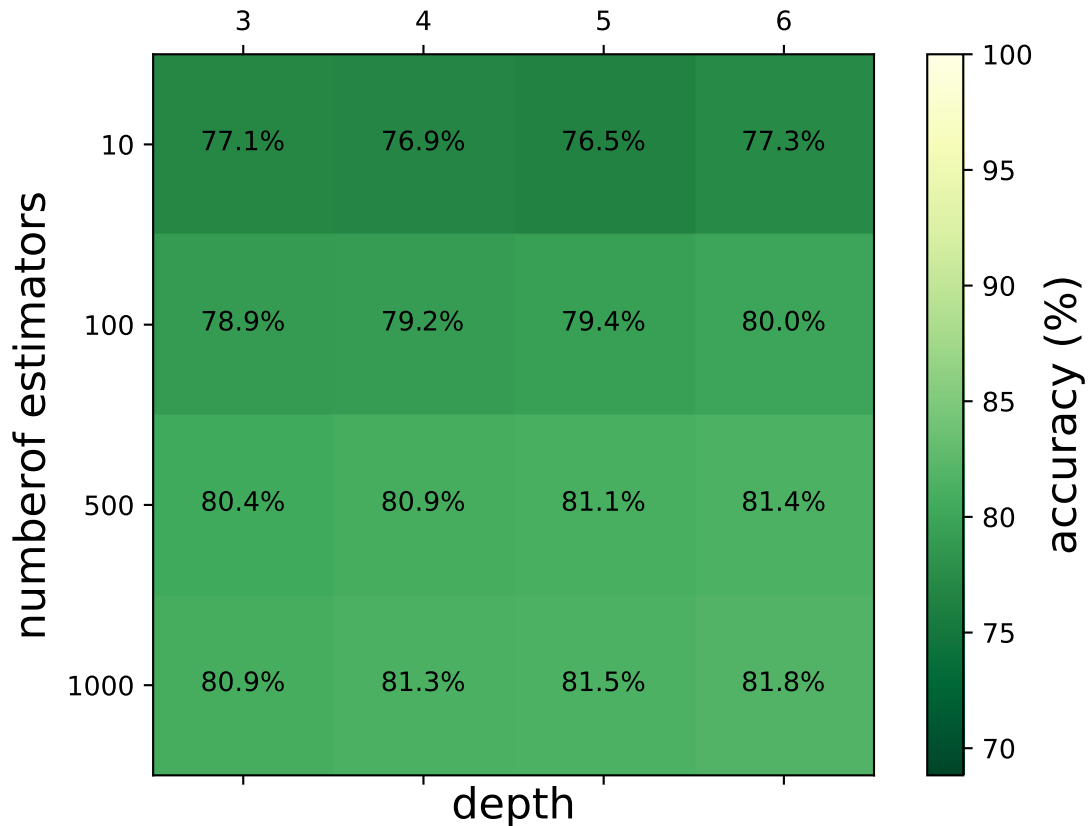 3 4 5 6
10 77.1% 76.9% 76.5% 77.3%
100 78.9% 79.2% 79.4% 80.0%
500 80.4% 80.9% 81.1% 81.4%
1000 80.9% 81.3% 81.5% 81.8%
numberof estimators
depth
100
95
90
85
80
75
70
accuracy (%)